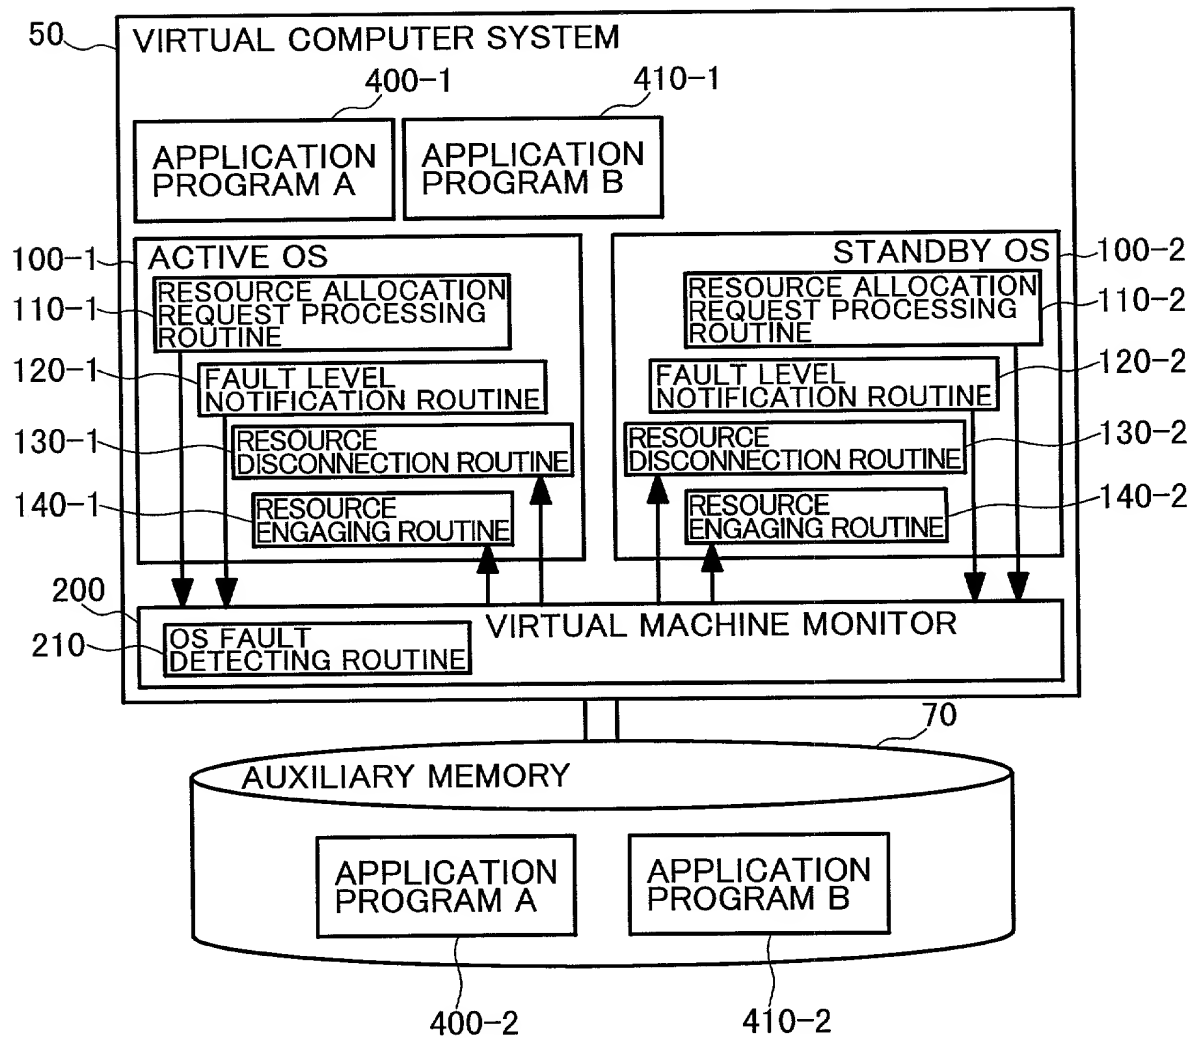 50
VIRTUAL COMPUTER SYSTEM
400-1
410-1
APPLICATION
PROGRAM A
APPLICATION
PROGRAM B
100-1
ACTIVE OS
110-1
RESOURCE ALLOCATION
REQUEST PROCESSING
ROUTINE
120-1
FAULT LEVEL
NOTIFICATION ROUTINE
130-1
RESOURCE
DISCONNECTION ROUTINE
140-1
RESOURCE
ENGAGING ROUTINE
STANDBY OS
100-2
RESOURCE ALLOCATION
REQUEST PROCESSING
ROUTINE
110-2
FAULT LEVEL
NOTIFICATION ROUTINE
120-2
RESOURCE
DISCONNECTION ROUTINE
130-2
RESOURCE
ENGAGING ROUTINE
140-2
200
VIRTUAL MACHINE MONITOR
210
OS FAULT
DETECTING ROUTINE
70
AUXILIARY MEMORY
APPLICATION
PROGRAM A
APPLICATION
PROGRAM B
400-2
410-2